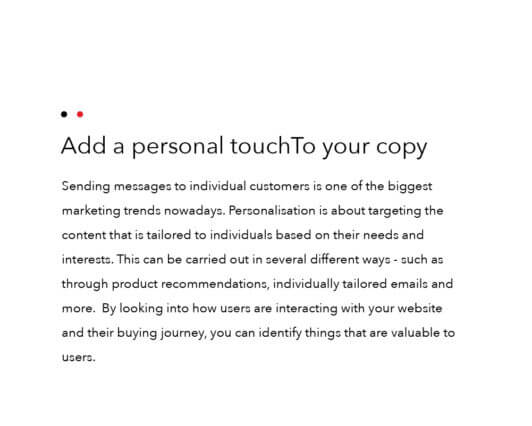 Add a personal touchTo your copy
Sending messages to individual customers is one of the biggest
marketing trends nowadays. Personalisation is about targeting the
content that is tailored to individuals based on their needs and
interests. This can be carried out in several different ways - such as
through product recommendations, individually tailored emails and
more.  By looking into how users are interacting with your website
and their buying journey, you can identify things that are valuable to
users.